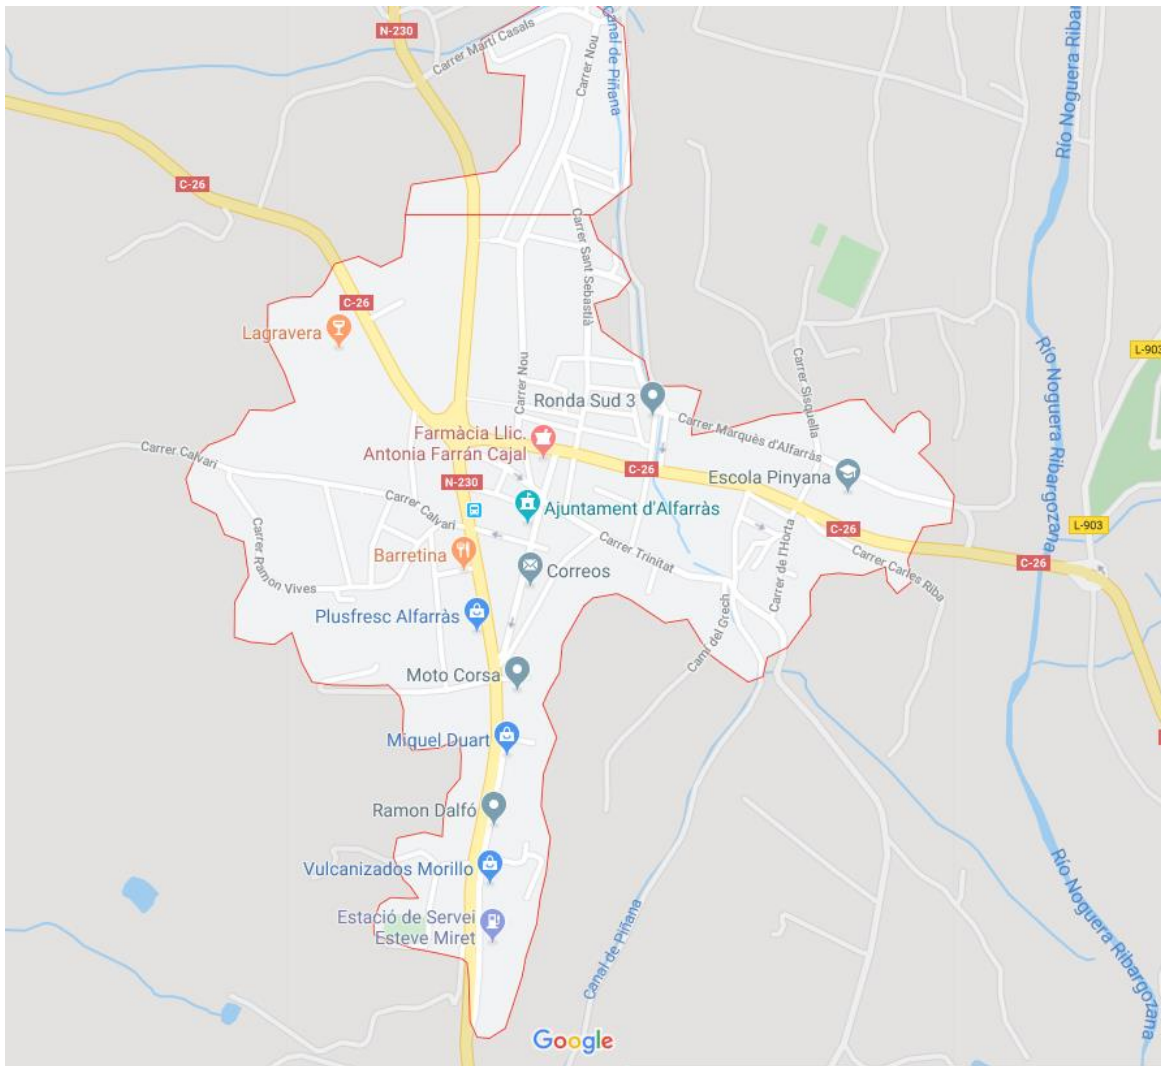 N-230
Carrer Martí Casals
Carrer Nou
Canal de Piñana
Río Noguera Ribar
C-26
Carrer Sant Sebastià
C-26
Lagravera
Río Noguera Ribargozana
L-903
Carrer Nou
Carrer Sisquella
Ronda Sud 3
Carrer Marquès d'Alfarràs
Farmàcia Llic.
Antonia Farrán Cajal
Carrer Calvari
C-26
Escola Pinyana
N-230
Ajuntament d'Alfarràs
Carrer Calvari
C-26
L-903
Carrer Ramon Vives
Barretina
Carrer Trinitat
Carrer de l'Horta
Carrer Carles Riba
C-26
Correos
Plusfresc Alfarràs
Camí del Grech
Moto Corsa
Miquel Duart
Ramon Dalfó
Vulcanizados Morillo
Río Noguera Ribargozana
Estació de Servei
Esteve Miret
Canal de Piñana
Google